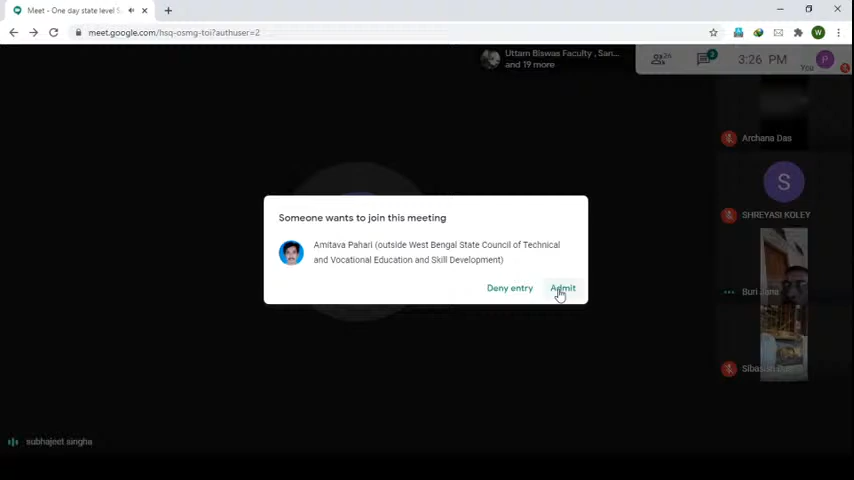 Meet - One day state level S
meet.google.com/hsq-osmg-toi?authuser=2
W
Uttam Biswas Faculty , San...
and 19 more
26
3
3:26 PM
You
P
Archana Das
S
SHREYASI KOLEY
Someone wants to join this meeting
Amitava Pahari (outside West Bengal State Council of Technical
and Vocational Education and Skill Development)
Deny entry
Admit
Buri Jana
subhajeet singha